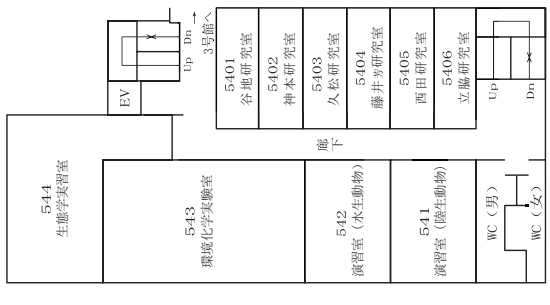 3号館へ
Dn
Up
EV
5401
谷地研究室
5402
神本研究室
5403
久松研究室
5404
藤井芳研究室
5405
西田研究室
5406
立脇研究室
Up
Dn
廊下
544
生態学実習室
543
環境化学実験室
542
演習室（水生動物）
541
演習室（陸生動物）
WC（男）
WC（女）